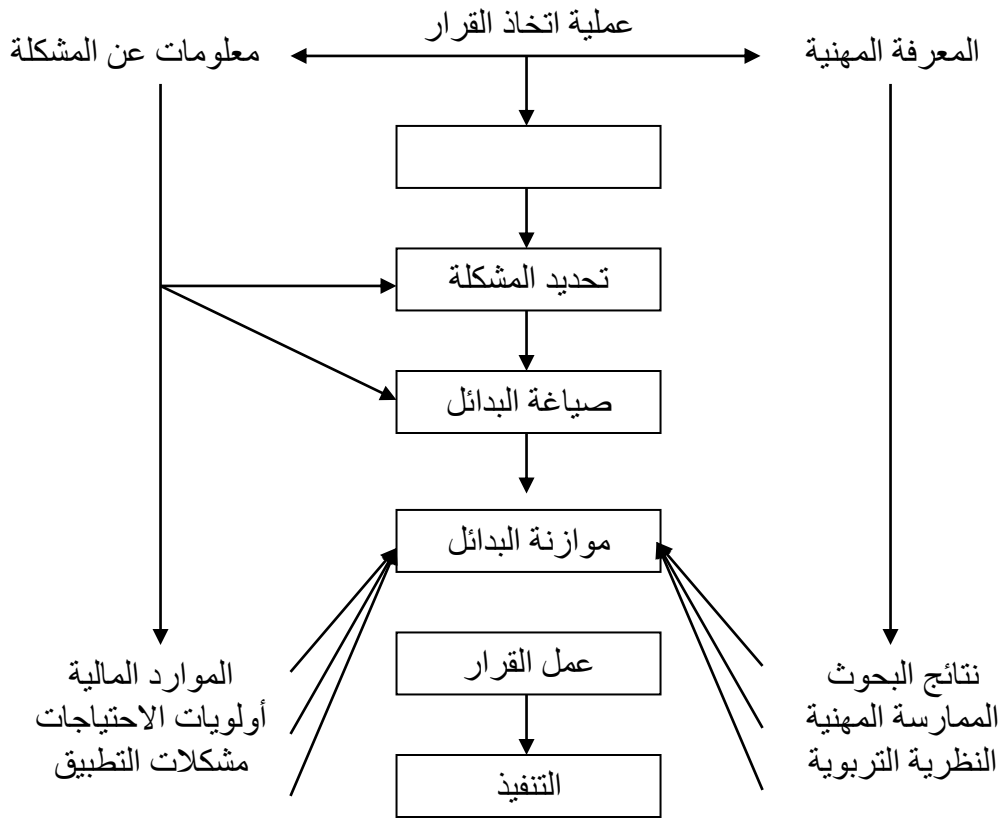 عملية اتخاذ القرار
المعرفة المهنية
معلومات عن المشكلة
تحديد المشكلة
صياغة البدائل
موازنة البدائل
عمل القرار
التنفيذ
نتائج البحوث
الممارسة المهنية
النظرية التربوية
الموارد المالية
أولويات الاحتياجات
مشكلات التطبيق